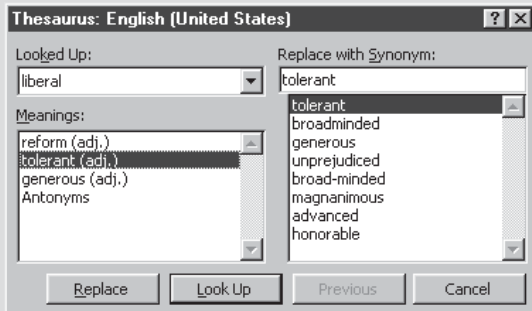 Thesaurus: English (United States)
Looked Up:
liberal
Meanings:
reform (adj.)
tolerant (adj.)
generous (adj.)
Antonyms
Replace with Synonym:
tolerant
tolerant
broadminded
generous
unprejudiced
broad-minded
magnanimous
advanced
honorable
Replace
Look Up
Previous
Cancel